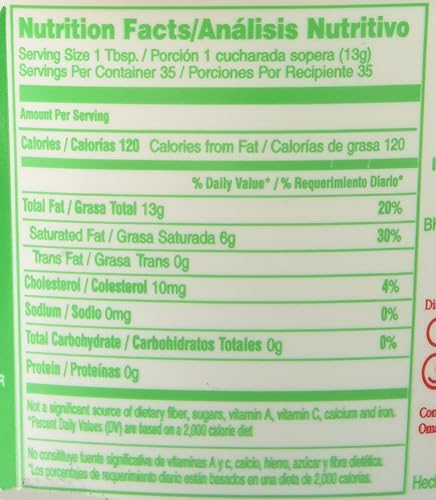 Nutrition Facts/Análisis Nutritivo
Serving Size 1 Tbsp. / Porción 1 cucharada sopera (13g)
Servings Per Container 35 / Porciones Por Recipiente 35
Amount Per Serving
Calories / Calorías 120 Calories from Fat / Calorías de grasa 120
% Daily Value* / % Requerimiento Diario*
Total Fat / Grasa Total 13g 20%
Saturated Fat / Grasa Saturada 6g 30%
Trans Fat / Grasa Trans 0g
Cholesterol / Colesterol 10mg 4%
Sodium / Sodio 0mg 0%
Total Carbohydrate / Carbohidratos Totales 0g 0%
Protein / Proteínas 0g
Not a significant source of dietary fiber, sugars, vitamin A, vitamin C, calcium and iron.
*Percent Daily Values (DV) are based on a 2,000 calorie diet
No constituye fuente significativa de vitaminas A y c, calcio, hierro, azúcar y fibra dietética.
*Los porcentajes de requerimiento diario están basados en una dieta de 2,000 calorías.
R
Di
Con
Oma
Hec